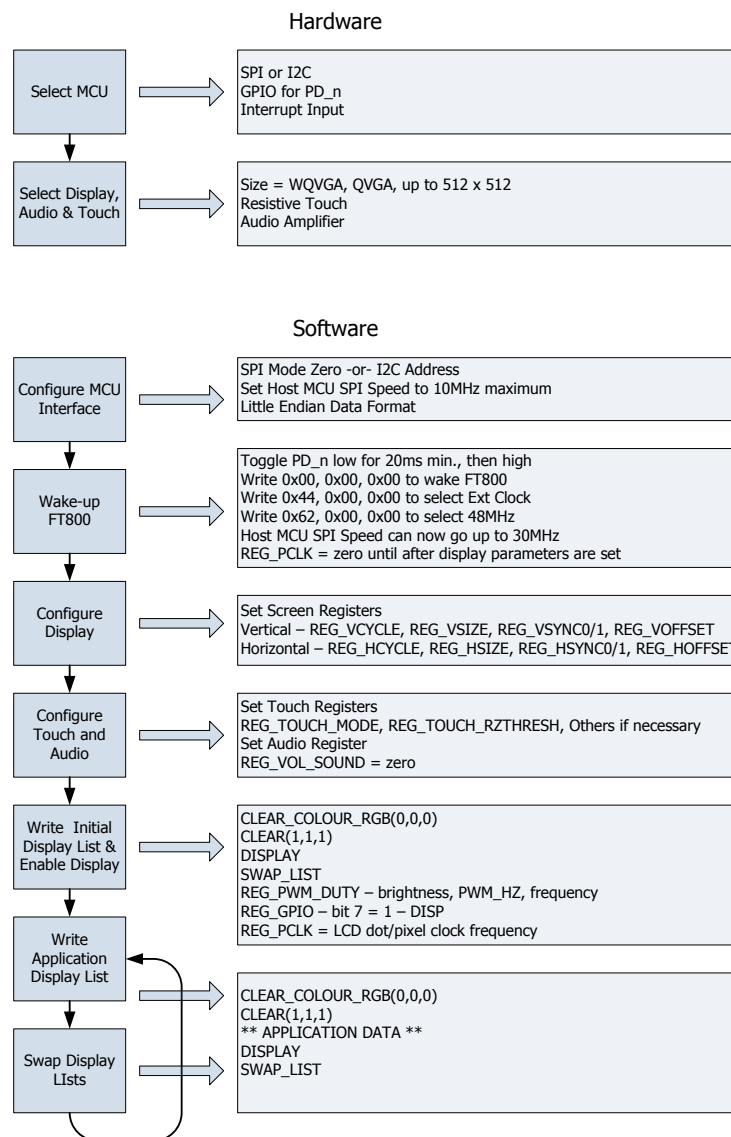 Hardware
Select MCU
SPI or I2C
GPIO for PD_n
Interrupt Input
Select Display,
Audio & Touch
Size = WQVGA, QVGA, up to 512 x 512
Resistive Touch
Audio Amplifier
Software
Configure MCU
Interface
SPI Mode Zero -or- I2C Address
Set Host MCU SPI Speed to 10MHz maximum
Little Endian Data Format
Wake-up
FT800
Toggle PD_n low for 20ms min., then high
Write 0x00, 0x00, 0x00 to wake FT800
Write 0x44, 0x00, 0x00 to select Ext Clock
Write 0x62, 0x00, 0x00 to select 48MHz
Host MCU SPI Speed can now go up to 30MHz
REG_PCLK = zero until after display parameters are set
Configure
Display
Set Screen Registers
Vertical – REG_VCYCLE, REG_VSIZE, REG_VSYNC0/1, REG_VOFFSET
Horizontal – REG_HCYCLE, REG_HSIZE, REG_HSYNC0/1, REG_HOFFSET
Configure
Touch and
Audio
Set Touch Registers
REG_TOUCH_MODE, REG_TOUCH_RZTHRESH, Others if necessary
Set Audio Register
REG_VOL_SOUND = zero
Write Initial
Display List &
Enable Display
CLEAR_COLOUR_RGB(0,0,0)
CLEAR(1,1,1)
DISPLAY
SWAP_LIST
REG_PWM_DUTY – brightness, PWM_HZ, frequency
REG_GPIO – bit 7 = 1 – DISP
REG_PCLK = LCD dot/pixel clock frequency
Write
Application
Display List
CLEAR_COLOUR_RGB(0,0,0)
CLEAR(1,1,1)
** APPLICATION DATA **
DISPLAY
SWAP_LIST
Swap Display
LIsts